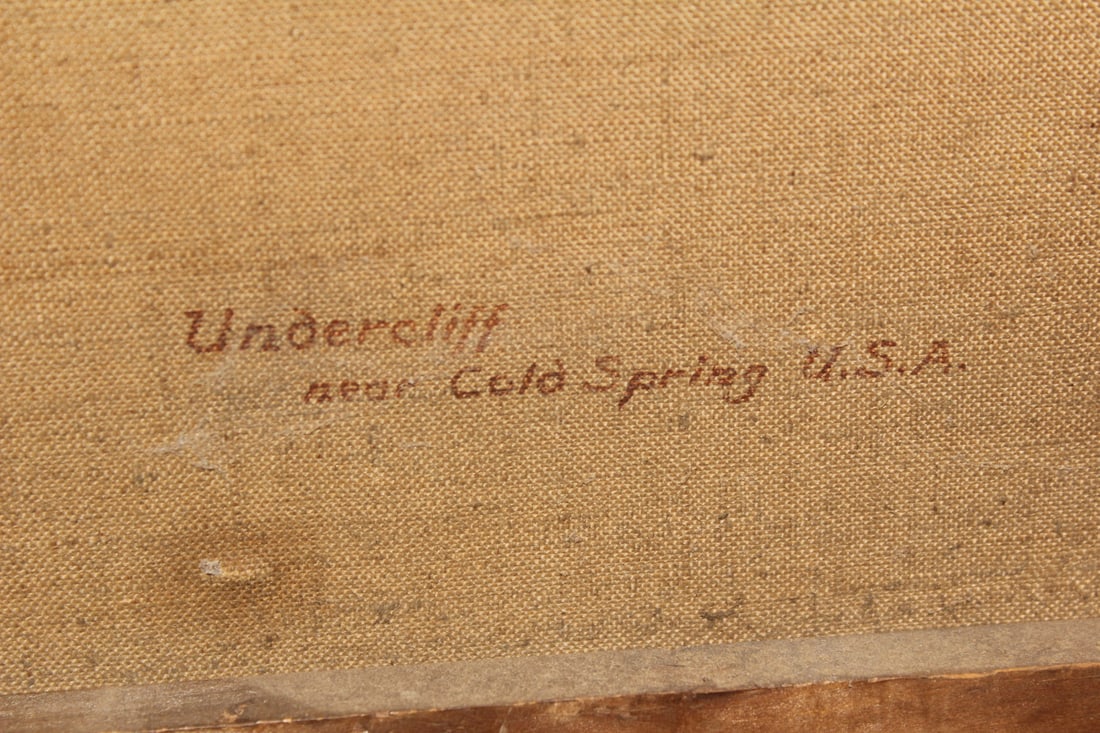 Undercliff
near Cold Spring U.S.A.